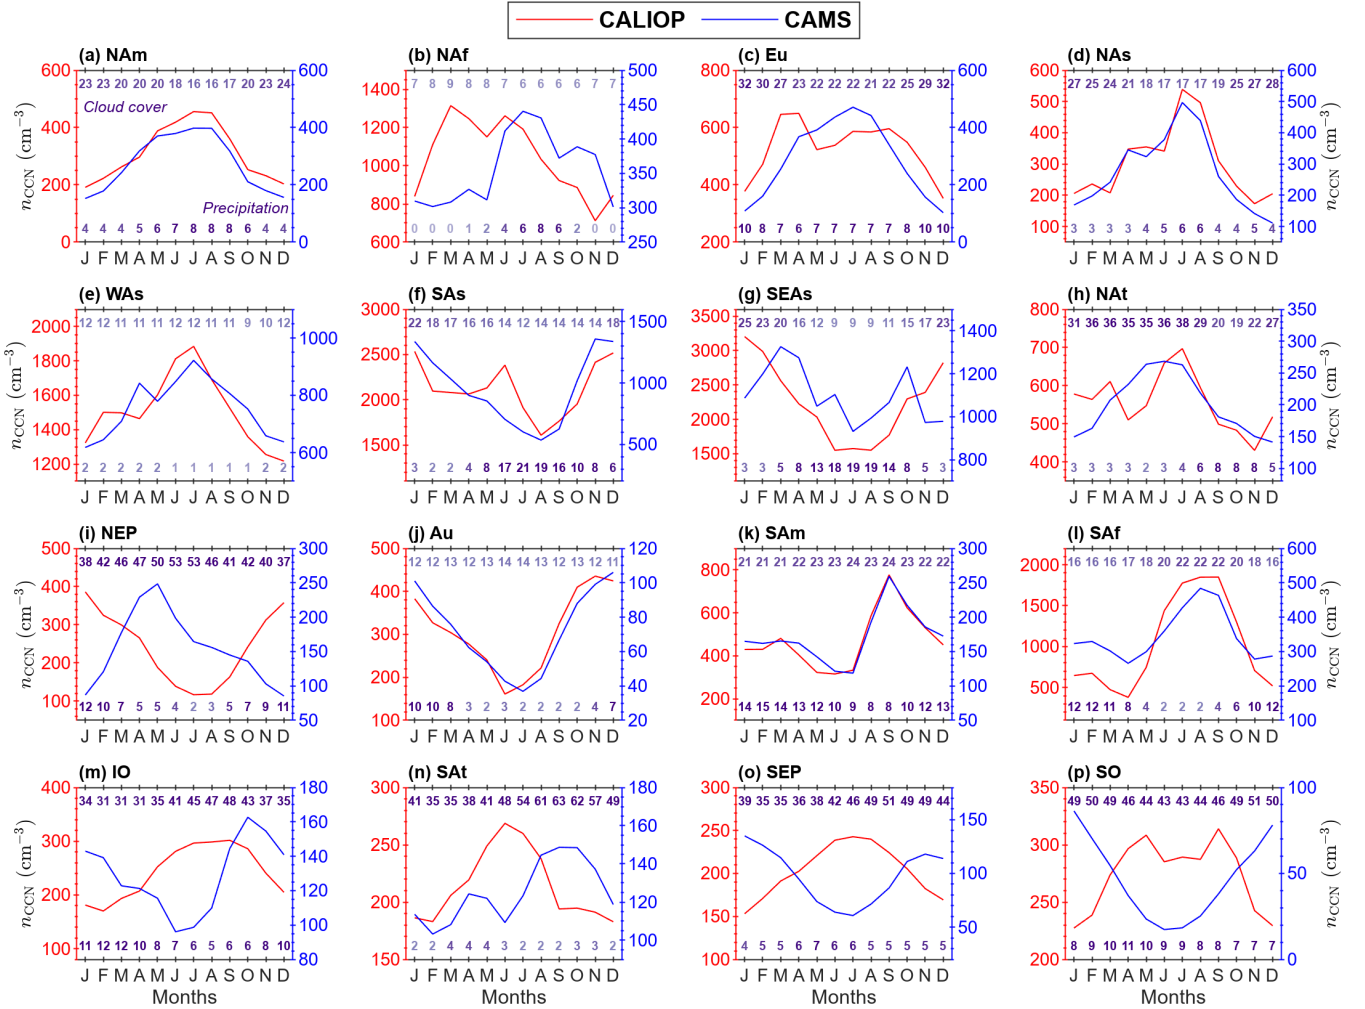 CALIOP CAMS
(a) NAm (b) NAf (c) Eu (d) NAs
600 600 1400 500 800 600 600 600
23 23 20 20 20 18 16 16 17 20 23 24
7 8 9 8 8 7 6 6 6 7 7 7
32 30 27 23 22 22 22 21 22 25 29 32
27 25 24 21 18 17 17 17 19 25 27 28
Cloud cover
Precipitation
4 4 4 5 6 7 8 8 8 6 4 4
0 0 0 1 2 4 6 8 6 2 0 0
10 8 7 7 6 7 7 7 7 8 10 10
3 3 3 3 4 5 6 6 5 4 5 4
nCCN (cm−3)
0 200 400 600
0 200 400 600
600 800 1000 1200 1400
250 300 350 400 450 500
200 400 600 800
0 200 400 600
100 200 300 400 500 600
100 200 300 400 500 600
nCCN (cm−3)
J F M A M J J A S O N D
J F M A M J J A S O N D
J F M A M J J A S O N D
J F M A M J J A S O N D
(e) WAs (f) SAs (g) SEAs (h) NAt
12 12 11 11 11 12 12 11 11 9 10 12
22 18 17 16 16 14 12 14 14 12 14 18
25 23 20 16 12 9 9 9 11 15 17 23
31 36 36 35 35 36 38 29 20 19 22 27
2 2 2 2 2 1 1 1 1 1 2 2
3 2 2 4 8 17 21 19 16 10 8 6
3 3 5 8 13 18 19 19 14 8 5 3
3 3 3 3 2 3 4 6 8 8 8 5
nCCN (cm−3)
1200 1400 1600 1800 2000
600 800 1000
1500 2000 2500 3000
500 1000 1500
1500 2000 2500 3000 3500
800 1000 1200 1400
400 500 600 700 800
100 150 200 250 300 350
nCCN (cm−3)
J F M A M J J A S O N D
J F M A M J J A S O N D
J F M A M J J A S O N D
J F M A M J J A S O N D
(i) NEP (j) Au (k) SAm (l) SAf
38 42 46 47 50 53 53 46 41 42 40 37
12 12 13 12 13 14 14 13 12 13 12 11
21 21 21 21 21 22 22 22 24 23 22 22
16 16 16 18 20 22 22 22 22 20 18 16
12 10 7 5 5 4 2 3 5 7 9 11
10 10 8 3 2 3 2 2 2 2 4 7
14 15 14 13 12 10 9 8 8 10 12 13
12 12 11 8 4 2 2 2 4 6 10 12
nCCN (cm−3)
100 200 300 400 500
50 100 150 200 250 300
100 200 300 400 500
20 40 60 80 100 120
200 400 600 800
50 100 150 200 250 300
500 1000 1500 2000
100 200 300 400 500 600
nCCN (cm−3)
J F M A M J J A S O N D
J F M A M J J A S O N D
J F M A M J J A S O N D
J F M A M J J A S O N D
(m) IO (n) SAt (o) SEP (p) SO
34 31 31 31 35 41 45 47 48 43 37 35
41 35 35 38 41 48 54 61 63 62 57 49
39 35 35 36 38 42 46 49 51 49 49 44
49 50 49 46 44 43 43 44 46 49 51 50
11 12 12 10 8 7 6 5 6 6 8 10
2 2 4 4 4 3 2 2 2 3 3 2
4 5 5 6 7 6 6 5 5 5 5 5
8 9 10 11 10 9 9 8 8 7 7 7
nCCN (cm−3)
100 200 300 400
80 100 120 140 160 180
150 200 250 300
100 120 140 160 180
100 150 200 250 300
50 100 150
200 250 300 350
0 50 100
nCCN (cm−3)
J F M A M J J A S O N D
J F M A M J J A S O N D
J F M A M J J A S O N D
J F M A M J J A S O N D
Months Months Months Months